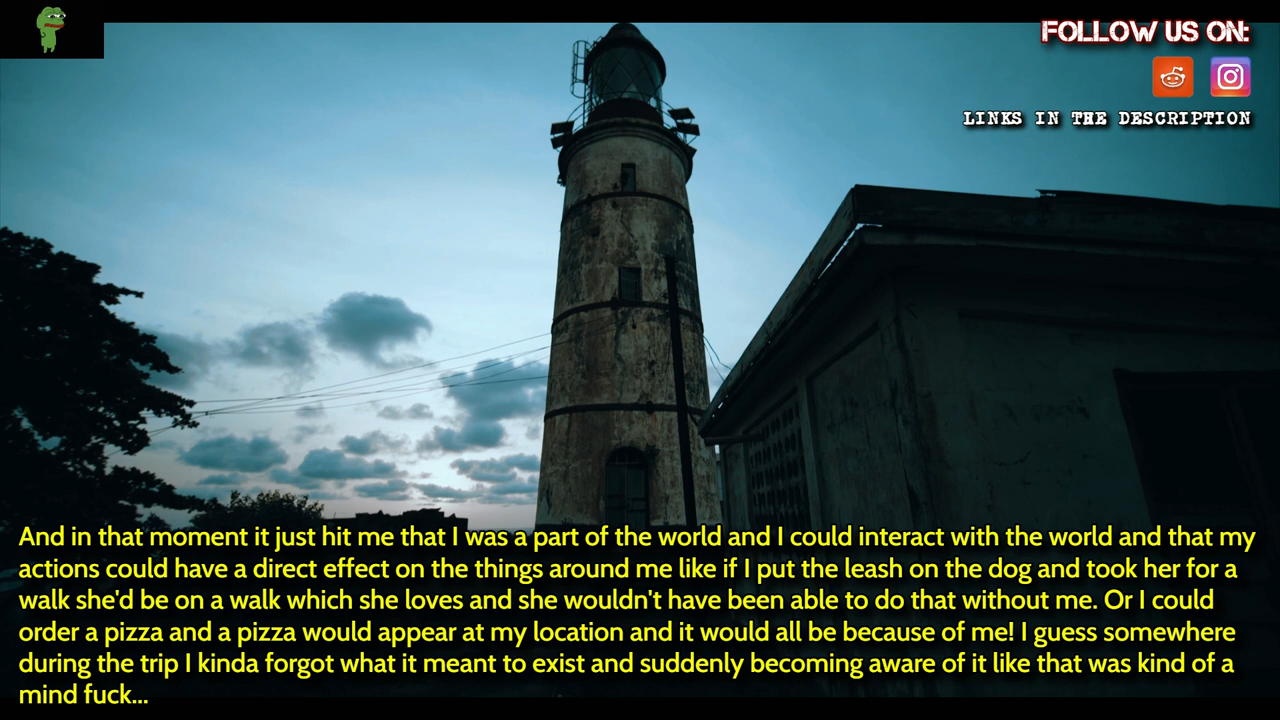 FOLLOW US ON:
LINKS IN THE DESCRIPTION
And in that moment it just hit me that I was a part of the world and I could interact with the world and that my
actions could have a direct effect on the things around me like if I put the leash on the dog and took her for a
walk she'd be on a walk which she loves and she wouldn't have been able to do that without me. Or I could
order a pizza and a pizza would appear at my location and it would all be because of me! I guess somewhere
during the trip I kinda forgot what it meant to exist and suddenly becoming aware of it like that was kind of a
mind fuck...